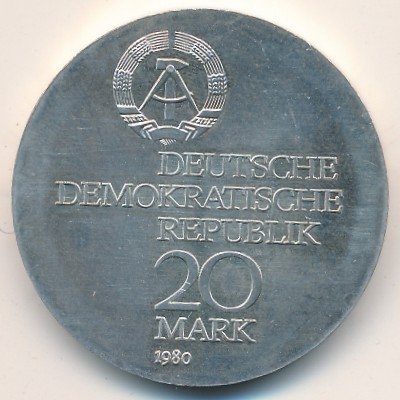 DEUTSCHE
DEMOKRATISCHE
REPUBLIK
20
MARK
1980